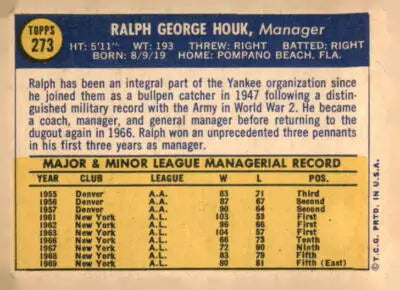 TOPPS
273
RALPH GEORGE HOUK, Manager
HT: 5'11" WT: 193 THREW: RIGHT BATTED: RIGHT
BORN: 8/9/19 HOME: POMPANO BEACH. FLA.
Ralph has been an integral part of the Yankee organization since
he joined them as a bullpen catcher in 1947 following a distin-
guished military record with the Army in World War 2. He became
a coach, manager, and general manager before returning to the
dugout again in 1966. Ralph won an unprecedented three pennants
in his first three years as manager.
MAJOR & MINOR LEAGUE MANAGERIAL RECORD
YEAR CLUB LEAGUE W L POS.
1955 Denver A.A. 83 71 Third
1956 Denver A.A. 87 67 Second
1957 Denver A.A. 90 64 Second
1961 New York A.L. 103 53 First
1962 New York A.L. 96 66 First
1963 New York A.L. 104 57 First
1966 New York A.L. 66 73 Tenth
1967 New York A.L. 72 90 Ninth
1968 New York A.L. 83 79 Fifth
1969 New York A.L. 80 81 Fifth (East)
© T.C.G. PRTD. IN U.S.A.